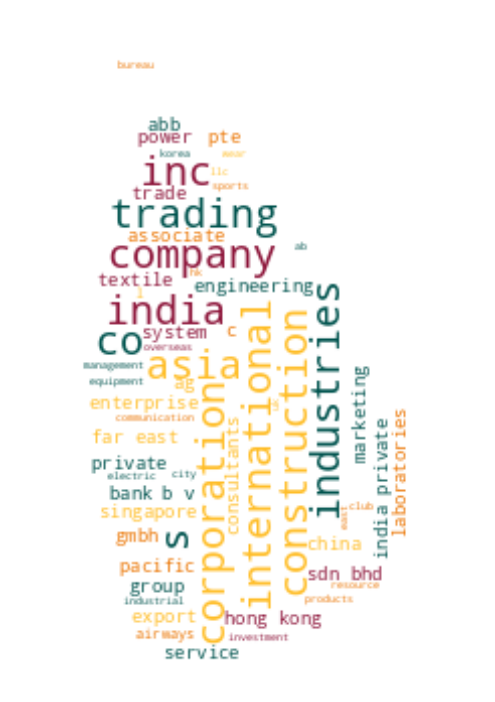 bureau
abb
power pte
korea wear
inc llc
trade sports
trading
associate
company ab
hk
textile engineering
i
india
co system c
overseas
asia
management
equipment ag
enterprise
communication
far east
private
electric city
bank b v
singapore
gmbh s
pacific
group
industrial
export
airways
service
corporation
consultants
international
construction
industries
marketing
india private
laboratories
club
east
china
sdn bhd
resource
products
hong kong
investment